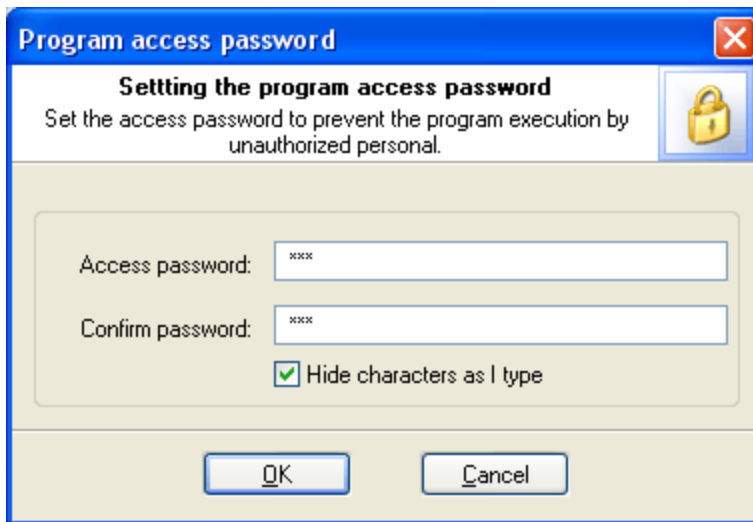 Program access password
Settting the program access password
Set the access password to prevent the program execution by
unauthorized personal.
Access password: ***
Confirm password: ***
Hide characters as I type
OK Cancel